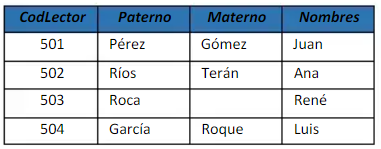 CodLector Paterno Materno Nombres
501 Pérez Gómez Juan
502 Ríos Terán Ana
503 Roca René
504 García Roque Luis